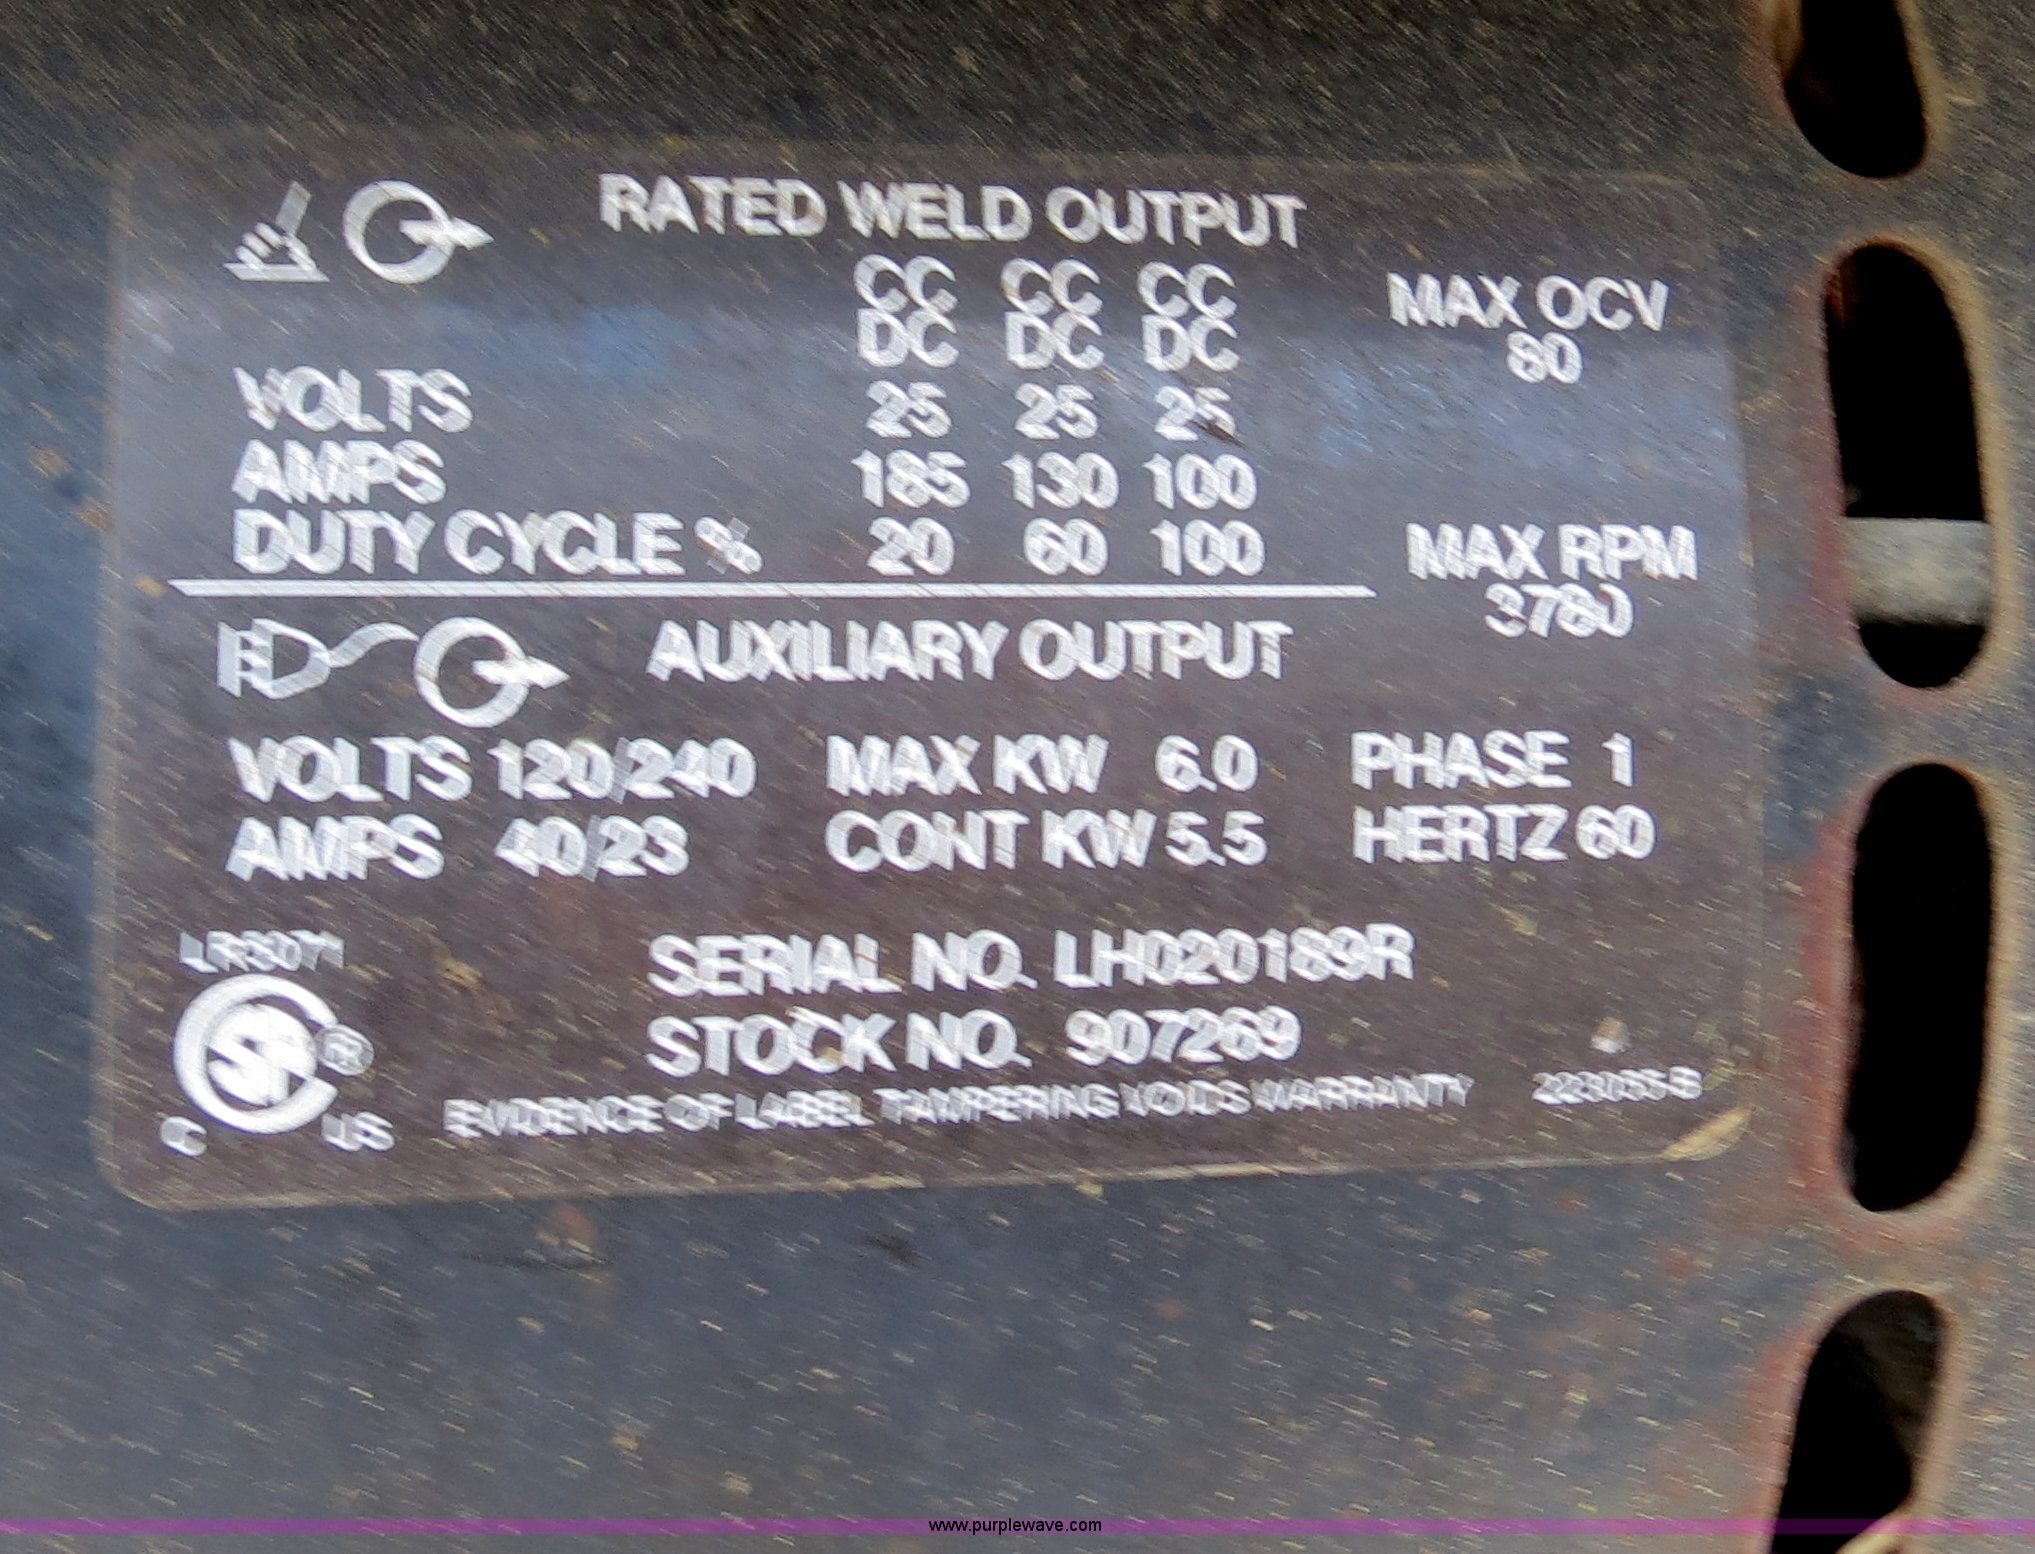 RATED WELD OUTPUT
CC CC CC
DC DC DC
MAX OCV
80
VOLTS 25 25 25
AMPS 185 130 100
DUTY CYCLE % 20 60 100
MAX RPM
3780
AUXILIARY OUTPUT
VOLTS 120/240 MAX KW 6.0 PHASE 1
AMPS 40/23 CONT KW 5.5 HERTZ 60
LR3071
SERIAL NO. LH020189R
STOCK NO. 907269
C US
EVIDENCE OF LABEL TAMPERING VOIDS WARRANTY
www.purplewave.com